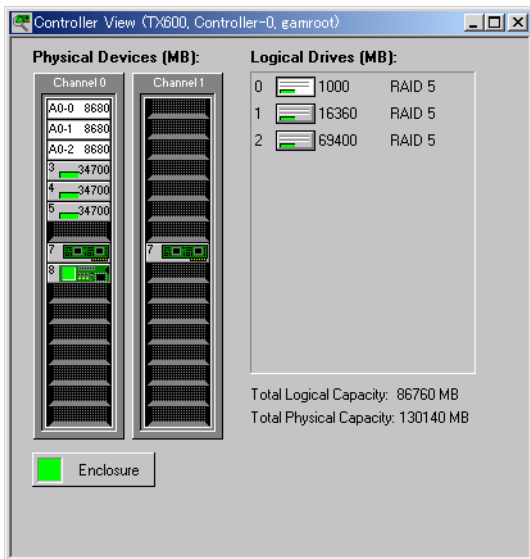 Controller View (TX600, Controller-0, gamroot)
Physical Devices (MB):
Channel 0
A0-0 8680
A0-1 8680
A0-2 8680
3 34700
4 34700
5 34700
7
8
Channel 1
7
Logical Drives (MB):
0 1000 RAID 5
1 16360 RAID 5
2 69400 RAID 5
Total Logical Capacity: 86760 MB
Total Physical Capacity: 130140 MB
Enclosure